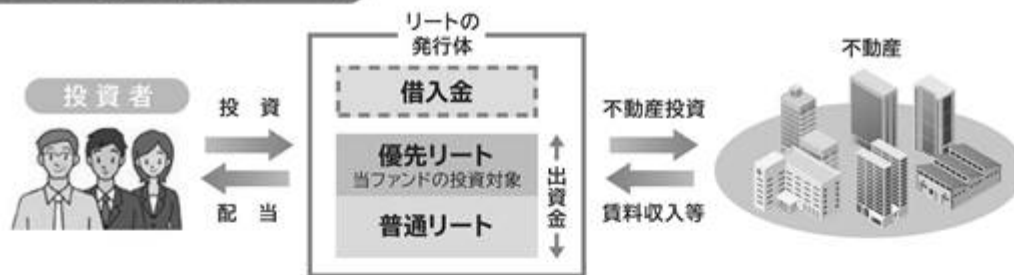 リートの
発行体
不動産
投資者
投資
借入金
不動産投資
優先リート
当ファンドの投資対象
出資金
配当
普通リート
賃料収入等